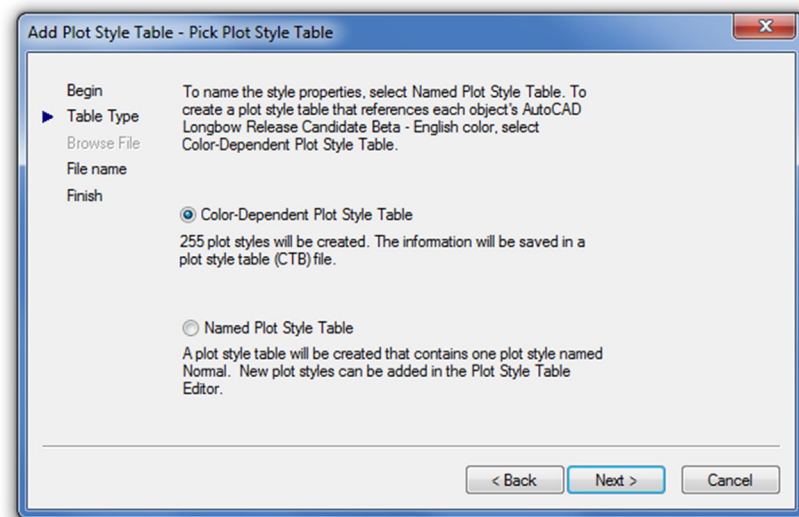 Add Plot Style Table - Pick Plot Style Table
Begin
Table Type
Browse File
File name
Finish
To name the style properties, select Named Plot Style Table. To
create a plot style table that references each object's AutoCAD
Longbow Release Candidate Beta - English color, select
Color-Dependent Plot Style Table.
Color-Dependent Plot Style Table
255 plot styles will be created. The information will be saved in a
plot style table (CTB) file.
Named Plot Style Table
A plot style table will be created that contains one plot style named
Normal. New plot styles can be added in the Plot Style Table
Editor.
< Back
Next >
Cancel